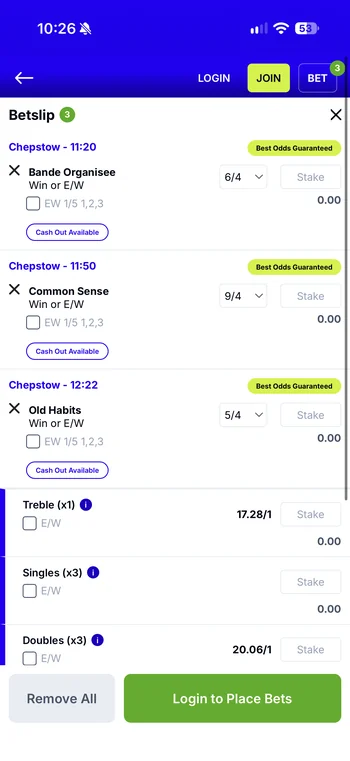 10:26
53
LOGIN
JOIN
BET
3
Betslip 3
Chepstow - 11:20
Best Odds Guaranteed
Bande Organisee
6/4
Stake
Win or E/W
0.00
EW 1/5 1,2,3
Cash Out Available
Chepstow - 11:50
Best Odds Guaranteed
Common Sense
9/4
Stake
Win or E/W
0.00
EW 1/5 1,2,3
Cash Out Available
Chepstow - 12:22
Best Odds Guaranteed
Old Habits
5/4
Stake
Win or E/W
0.00
EW 1/5 1,2,3
Cash Out Available
Treble (x1) i
17.28/1
Stake
E/W
0.00
Singles (x3) i
Stake
E/W
0.00
Doubles (x3) i
20.06/1
Stake
E/W
Remove All
Login to Place Bets